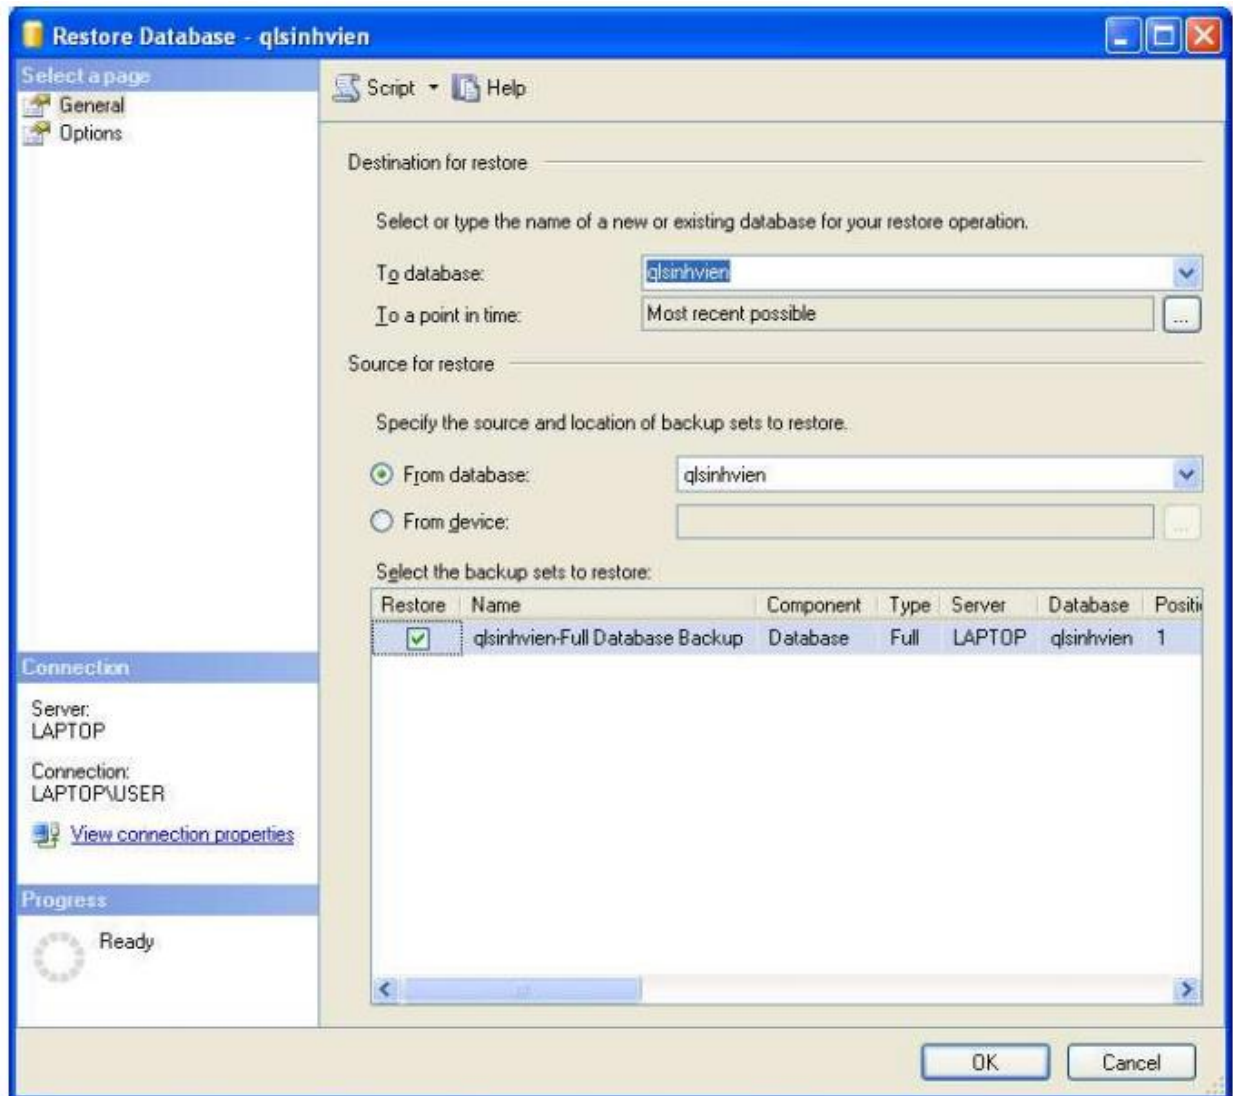 Restore Database - qlsinhvien
Select a page
General
Options
Script
Help
Destination for restore
Select or type the name of a new or existing database for your restore operation.
To database:
qlsinhvien
To a point in time:
Most recent possible
...
Source for restore
Specify the source and location of backup sets to restore.
From database:
qlsinhvien
From device:
...
Select the backup sets to restore:
Restore Name Component Type Server Database Positi
qlsinhvien-Full Database Backup Database Full LAPTOP qlsinhvien 1
Connection
Server:
LAPTOP
Connection:
LAPTOP\USER
View connection properties
Progress
Ready
OK
Cancel